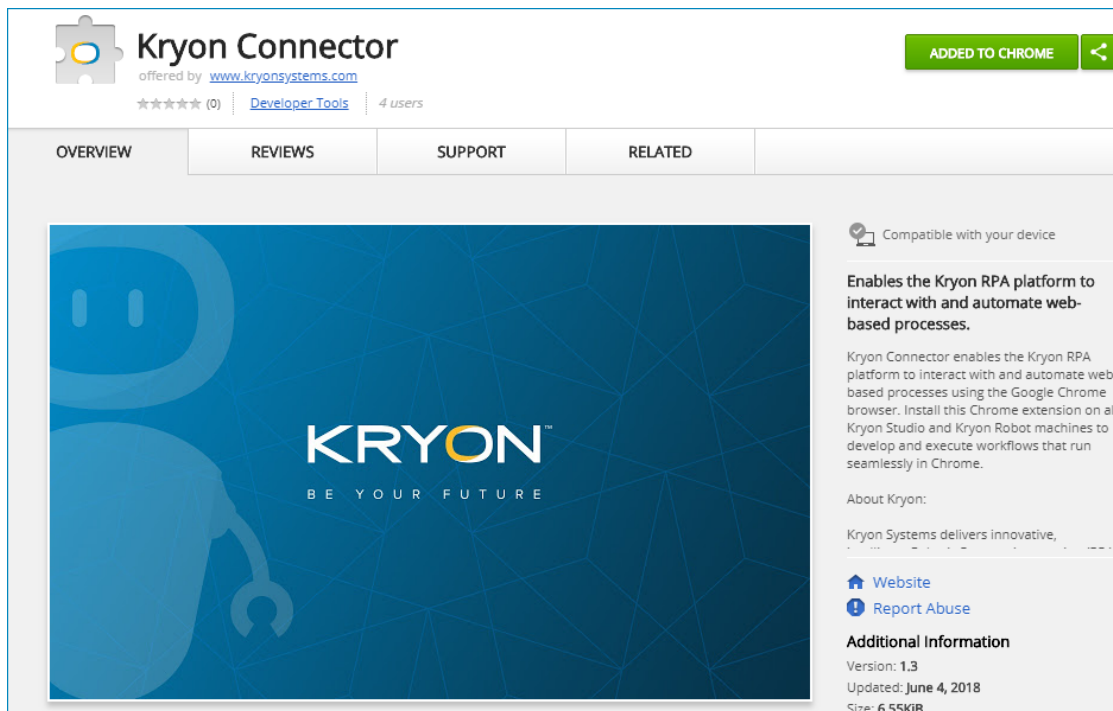 Kryon Connector
ADDED TO CHROME
offered by www.kryonsystems.com
(0) Developer Tools 4 users
OVERVIEW REVIEWS SUPPORT RELATED
Compatible with your device
Enables the Kryon RPA platform to
interact with and automate web-
based processes.
Kryon Connector enables the Kryon RPA
platform to interact with and automate web
based processes using the Google Chrome
browser. Install this Chrome extension on al
Kryon Studio and Kryon Robot machines to
develop and execute workflows that run
seamlessly in Chrome.
About Kryon:
Kryon Systems delivers innovative,
KRYON™
BE YOUR FUTURE
Website
Report Abuse
Additional Information
Version: 1.3
Updated: June 4, 2018
Size: 6.55KiB